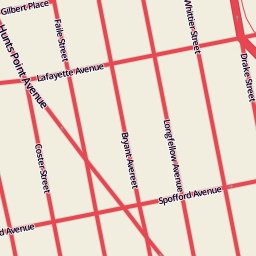 Gilbert Place
Faile Street
Whittier Street
Hunts Point Avenue
Lafayette Avenue
Drake Street
Coster Street
Bryant Avereet
Longfellow Avenue
Spofford Avenue
d Avenue